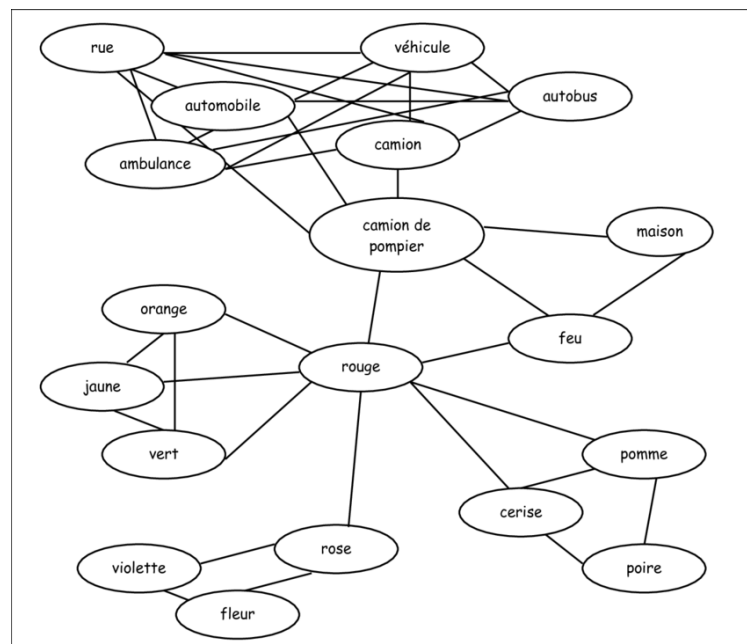 rue
véhicule
automobile
autobus
camion
ambulance
camion de
pompier
maison
orange
feu
rouge
jaune
vert
pomme
cerise
rose
violette
poire
fleur